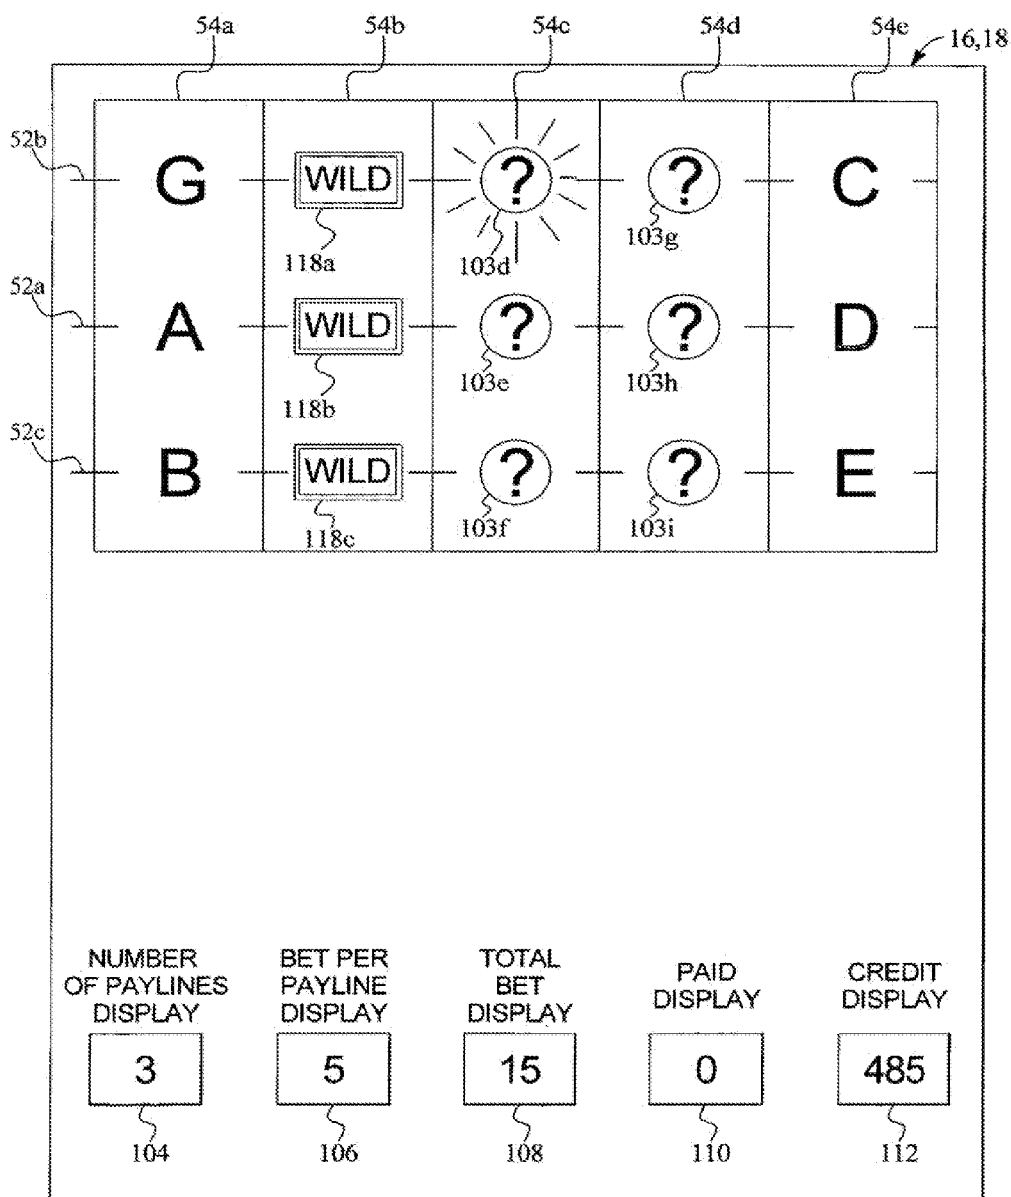 54a 54b 54c 54d 54e
16,18
52b G WILD ? ? C
118a 103d 103g
52a A WILD ? ? D
118b 103e 103h
52c B WILD ? ? E
118c 103f 103i
NUMBER OF PAYLINES DISPLAY
BET PER PAYLINE DISPLAY
TOTAL BET DISPLAY
PAID DISPLAY
CREDIT DISPLAY
3 5 15 0 485
104 106 108 110 112